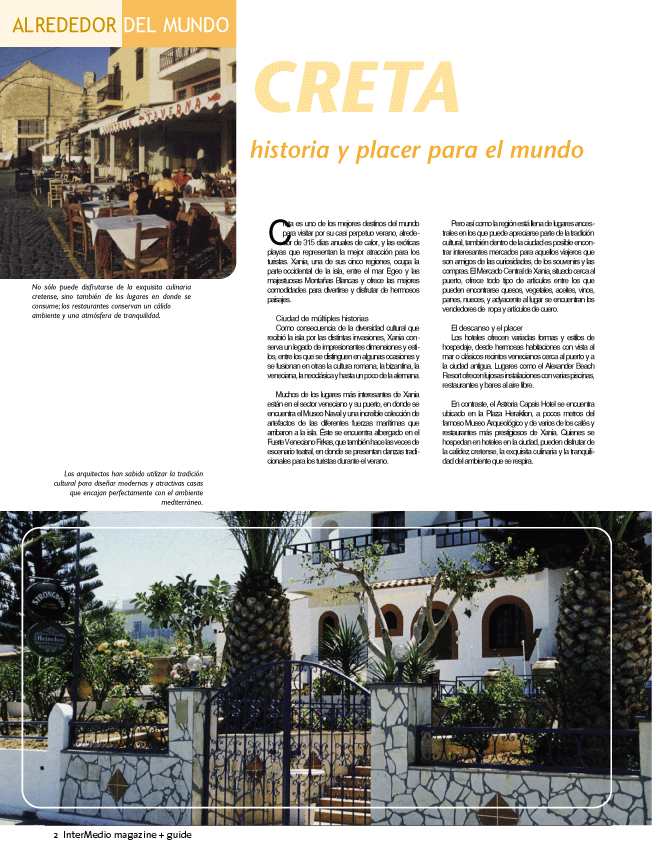 ALREDEDOR DEL MUNDO
TAVERNA
CRETA
historia y placer para el mundo
No sólo puede disfrutarse de la exquisita culinaria
cretense, sino también de los lugares en donde se
consume; los restaurantes conservan un cálido
ambiente y una atmósfera de tranquilidad.
Creta es uno de los mejores destinos del mundo
para visitar por su casi perpetuo verano, alrede-
dor de 315 días anuales de calor, y las exóticas
playas que representan la mejor atracción para los
turistas. Xania, una de sus cinco regiones, ocupa la
parte occidental de la isla, entre el mar Egeo y las
majestuosas Montañas Blancas y ofrece las mejores
comodidades para divertirse y disfrutar de hermosos
paisajes.
Ciudad de múltiples historias
Como consecuencia de la diversidad cultural que
recibió la isla por las distintas invasiones, Xania con-
serva un legado de impresionantes dimensiones y esti-
los, entre los que se distinguen en algunas ocasiones y
se fusionan en otras la cultura romana, la bizantina, la
veneciana, la neoclásica y hasta un poco de la alemana.
Muchos de los lugares más interesantes de Xania
están en el sector veneciano y su puerto, en donde se
encuentra el Museo Naval y una increíble colección de
artefactos de las diferentes fuerzas marítimas que
arribaron a la isla. Éste se encuentra albergado en el
Fuerte Veneciano Firkas, que también hace las veces de
escenario teatral, en donde se presentan danzas tradi-
cionales para los turistas durante el verano.
Pero así como la región está llena de lugares ances-
trales en los que puede apreciarse parte de la tradición
cultural, también dentro de la ciudad es posible encon-
trar interesantes mercados para aquellos viajeros que
son amigos de las curiosidades, de los souvenirs y las
compras. El Mercado Central de Xania, situado cerca al
puerto, ofrece todo tipo de artículos entre los que
pueden encontrarse quesos, vegetales, aceites, vinos,
panes, nueces, y adyacente al lugar se encuentran los
vendedores de ropa y artículos de cuero.
El descanso y el placer
Los hoteles ofrecen variadas formas y estilos de
hospedaje, desde hermosas habitaciones con vista al
mar o clásicos recintos venecianos cerca al puerto y a
la ciudad antigua. Lugares como el Alexander Beach
Resort ofrecen lujosas instalaciones con varias piscinas,
restaurantes y bares al aire libre.
En contraste, el Astroria Capsis Hotel se encuentra
ubicado en la Plaza Heraklion, a pocos metros del
famoso Museo Arqueológico y de varios de los cafés y
restaurantes más prestigiosos de Xania. Quienes se
hospedan en hoteles en la ciudad, pueden disfrutar de
la calidez cretense, la exquisita culinaria y la tranquili-
dad del ambiente que se respira.
Los arquitectos han sabido utilizar la tradición
cultural para diseñar modernas y atractivas casas
que encajan perfectamente con el ambiente
mediterráneo.
STRONGBOW
Heineken
2 InterMedio magazine + guide